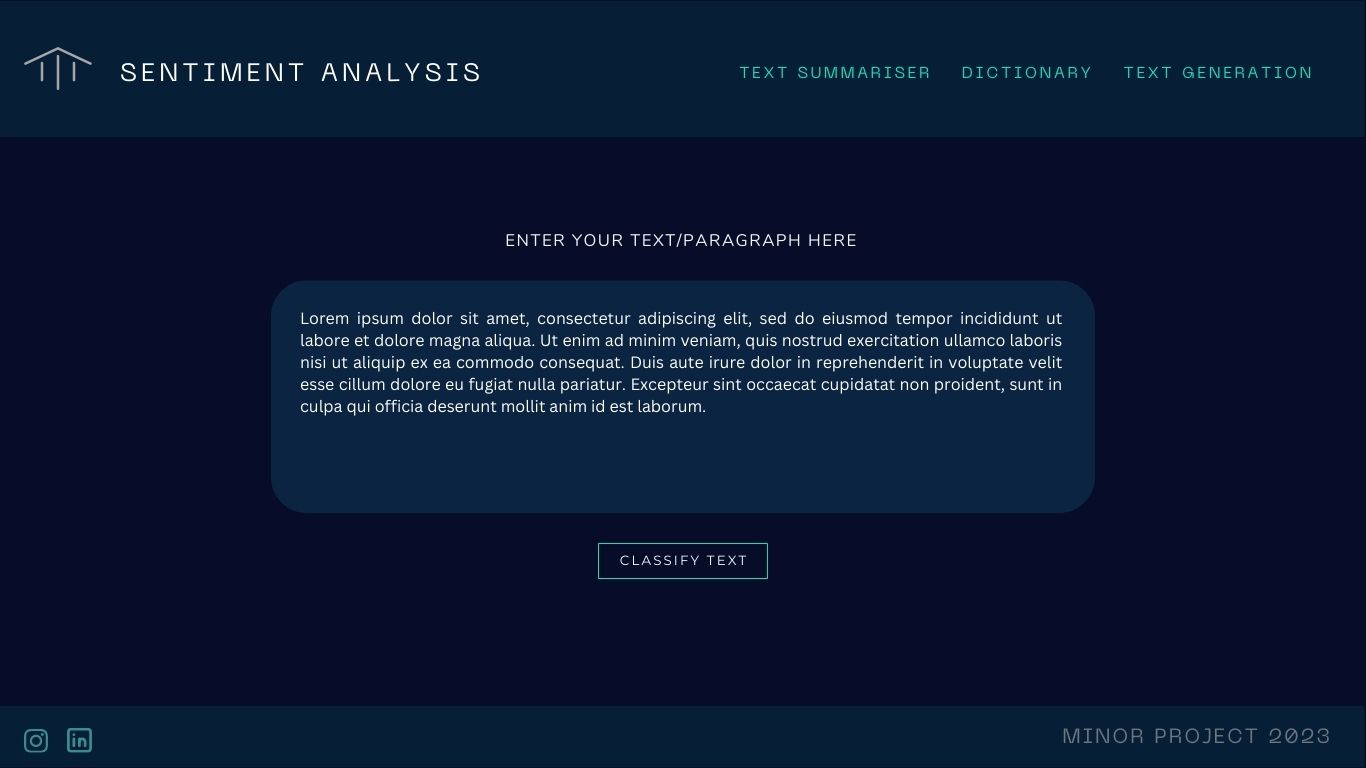 SENTIMENT ANALYSIS
TEXT SUMMARISER DICTIONARY TEXT GENERATION
ENTER YOUR TEXT/PARAGRAPH HERE
Lorem ipsum dolor sit amet, consectetur adipiscing elit, sed do eiusmod tempor incididunt ut
labore et dolore magna aliqua. Ut enim ad minim veniam, quis nostrud exercitation ullamco laboris
nisi ut aliquip ex ea commodo consequat. Duis aute irure dolor in reprehenderit in voluptate velit
esse cillum dolore eu fugiat nulla pariatur. Excepteur sint occaecat cupidatat non proident, sunt in
culpa qui officia deserunt mollit anim id est laborum.
CLASSIFY TEXT
in
MINOR PROJECT 2023